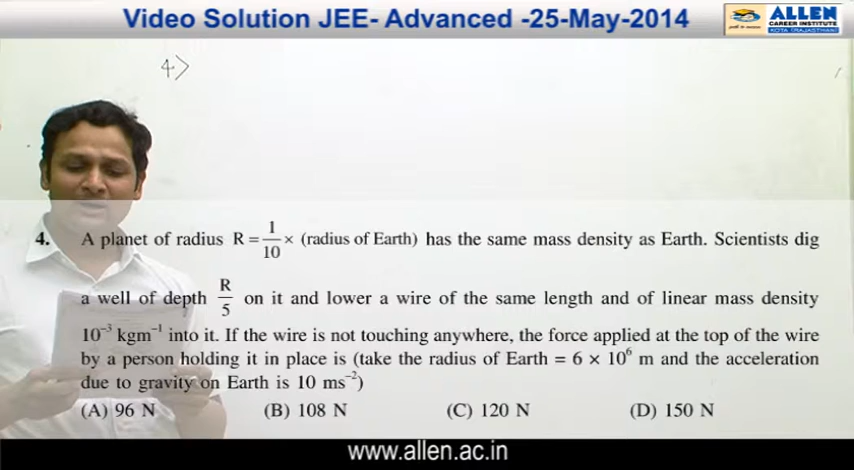 Video Solution JEE- Advanced -25-May-2014
ALLEN
CAREER INSTITUTE
KOTA (RAJASTHAN)
4>
4. A planet of radius R = 1/10 × (radius of Earth) has the same mass density as Earth. Scientists dig
a well of depth R/5 on it and lower a wire of the same length and of linear mass density
10⁻³ kgm⁻¹ into it. If the wire is not touching anywhere, the force applied at the top of the wire
by a person holding it in place is (take the radius of Earth = 6 × 10⁶ m and the acceleration
due to gravity on Earth is 10 ms⁻²)
(A) 96 N (B) 108 N (C) 120 N (D) 150 N
www.allen.ac.in